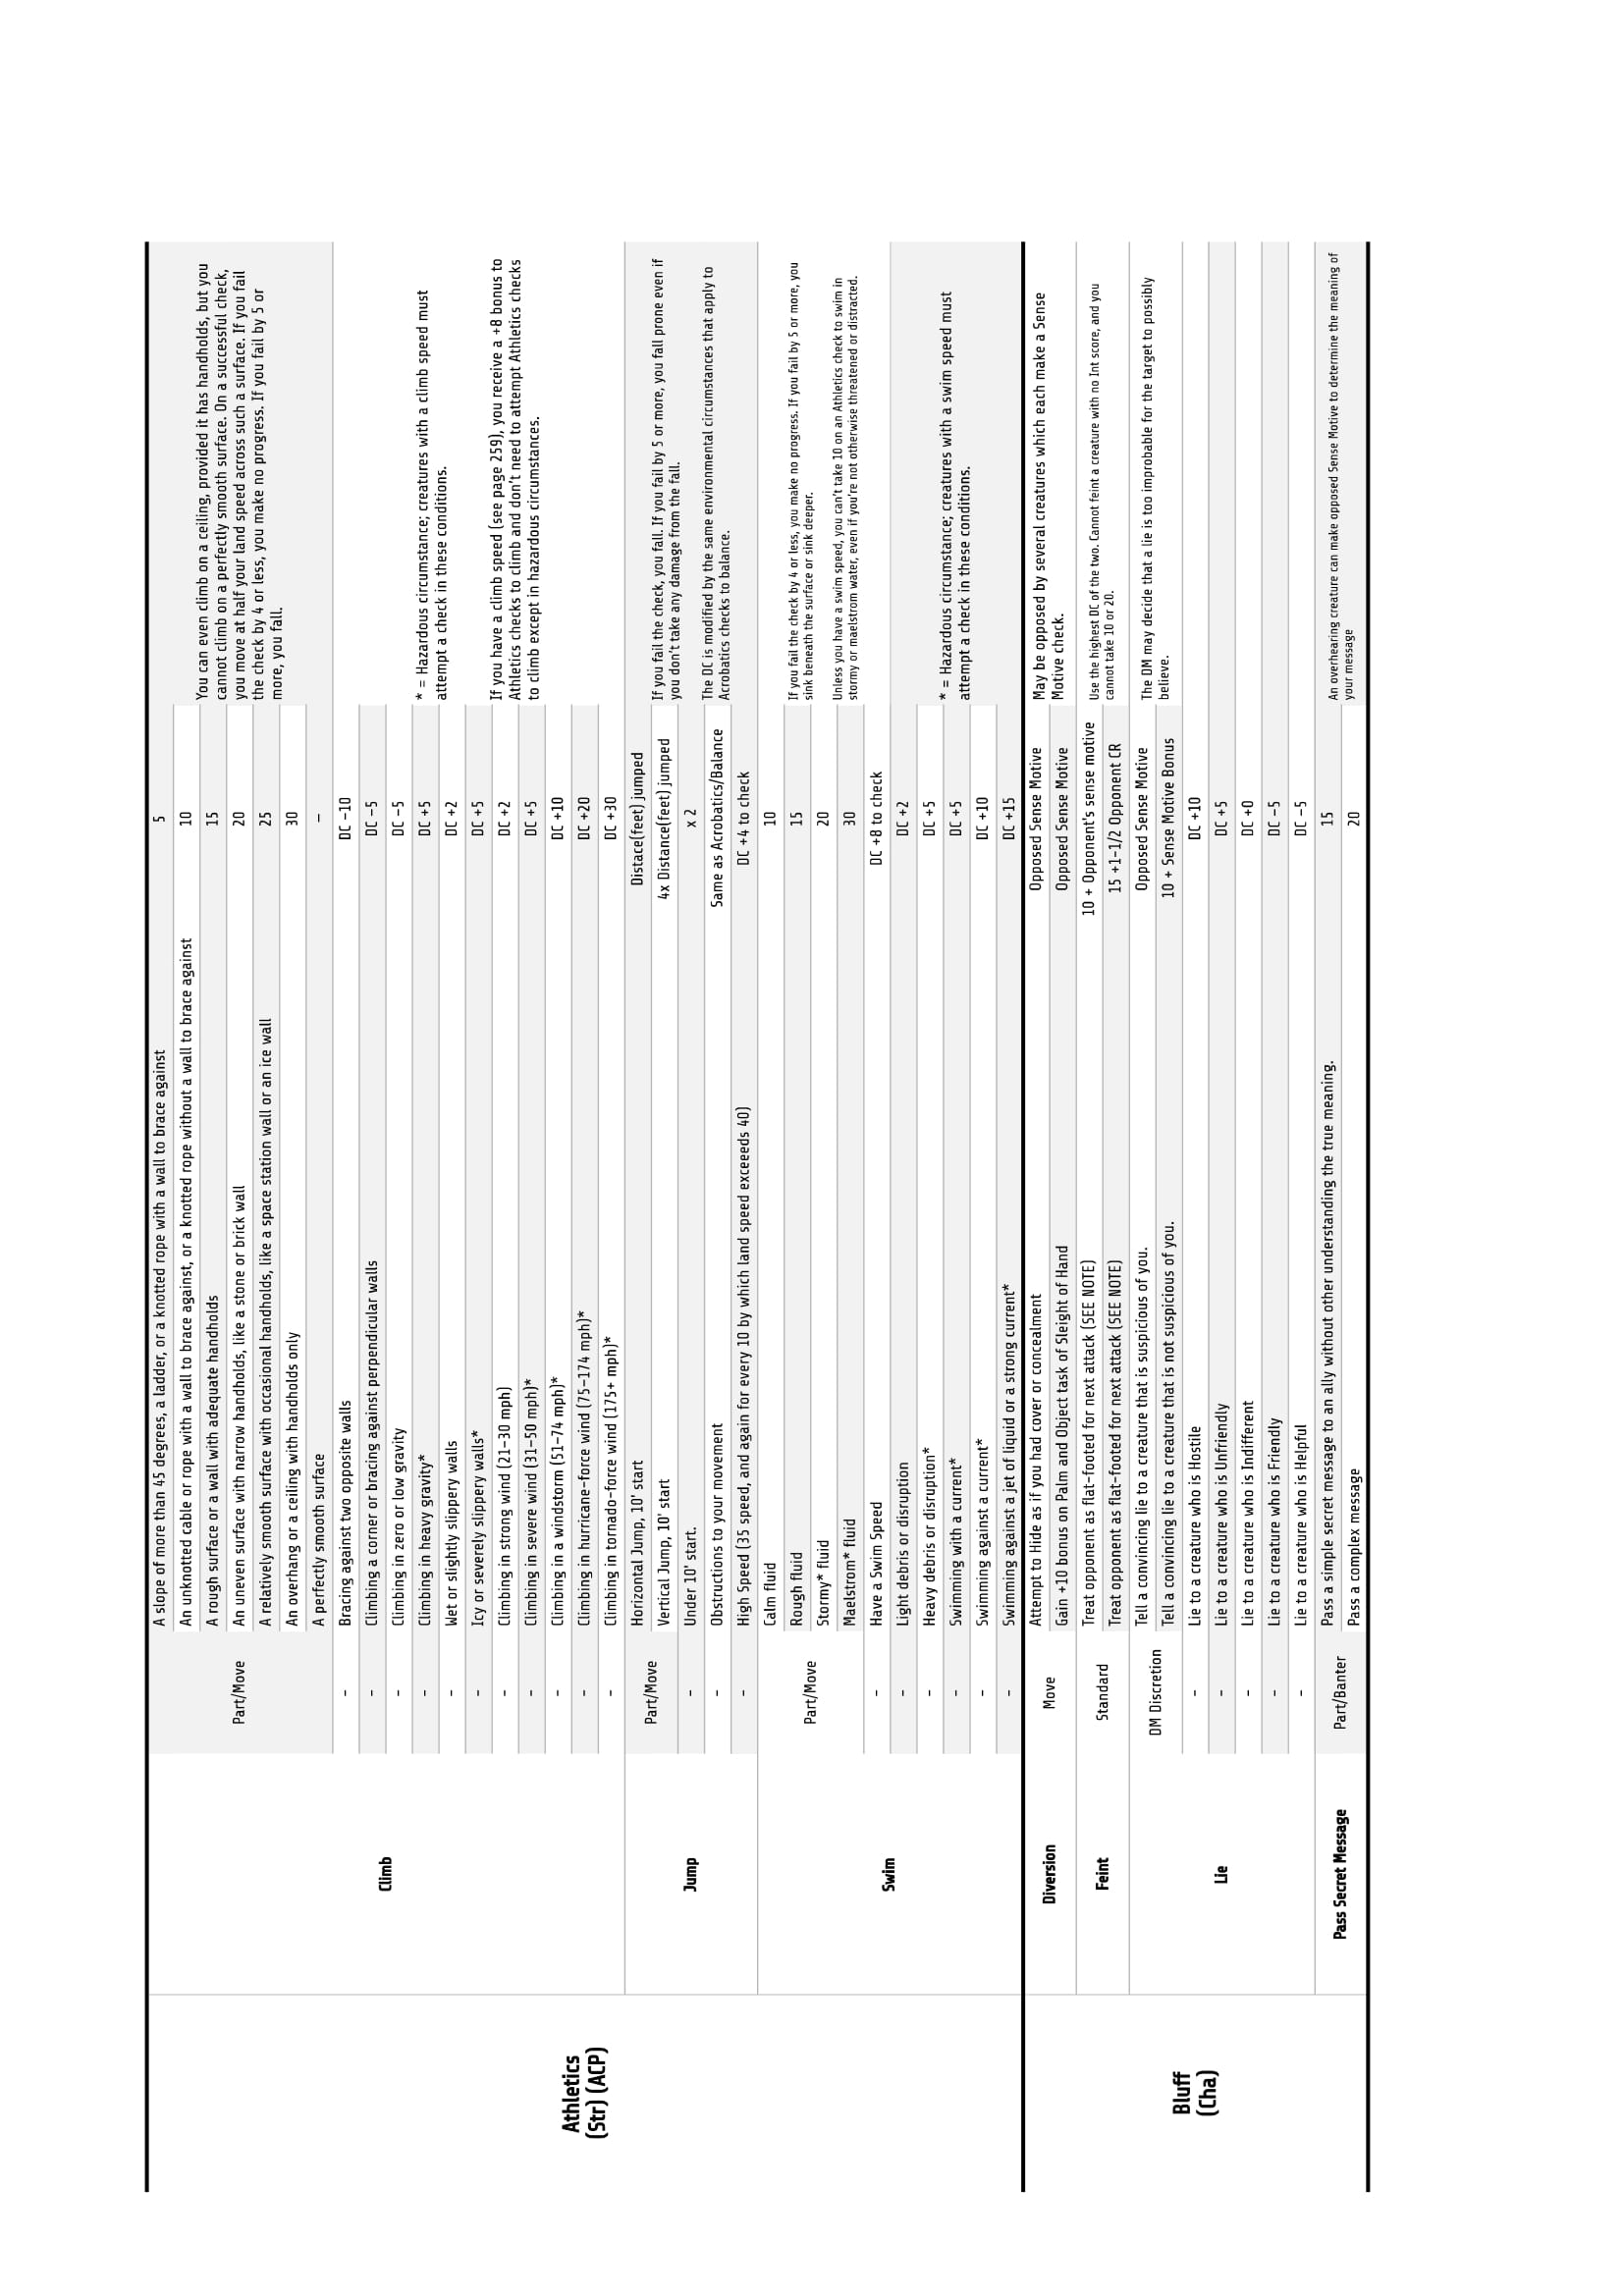 Athletics
(Str) (ACP)
Climb
Part/Move
A slope of more than 45 degrees, a ladder, or a knotted rope with a wall to brace against 5
An unknotted cable or rope with a wall to brace against, or a knotted rope without a wall to brace against 10
A rough surface or a wall with adequate handholds 15
An uneven surface with narrow handholds, like a stone or brick wall 20
A relatively smooth surface with occasional handholds, like a space station wall or an ice wall 25
An overhang or a ceiling with handholds only 30
A perfectly smooth surface –
You can even climb on a ceiling, provided it has handholds, but you
cannot climb on a perfectly smooth surface. On a successful check,
you move at half your land speed across such a surface. If you fail
the check by 4 or less, you make no progress. If you fail by 5 or
more, you fall.
- Bracing against two opposite walls DC –10
- Climbing a corner or bracing against perpendicular walls DC –5
- Climbing in zero or low gravity DC –5
- Climbing in heavy gravity* DC +5
- Wet or slightly slippery walls DC +2
- Icy or severely slippery walls* DC +5
- Climbing in strong wind (21–30 mph) DC +2
- Climbing in severe wind (31–50 mph)* DC +5
- Climbing in a windstorm (51–74 mph)* DC +10
- Climbing in hurricane-force wind (75–174 mph)* DC +20
- Climbing in tornado-force wind (175+ mph)* DC +30
* = Hazardous circumstance; creatures with a climb speed must
attempt a check in these conditions.
If you have a climb speed (see page 259), you receive a +8 bonus to
Athletics checks to climb and don’t need to attempt Athletics checks
to climb except in hazardous circumstances.
Jump
Part/Move
Horizontal Jump, 10' start Distace(feet) jumped
Vertical Jump, 10' start 4x Distance(feet) jumped
- Under 10' start. x 2
- Obstructions to your movement Same as Acrobatics/Balance
- High Speed (35 speed, and again for every 10 by which land speed exceeeds 40) DC +4 to check
If you fail the check, you fall. If you fail by 5 or more, you fall prone even if
you don’t take any damage from the fall.
The DC is modified by the same environmental circumstances that apply to
Acrobatics checks to balance.
Swim
Part/Move
Calm fluid 10
Rough fluid 15
Stormy* fluid 20
Maelstrom* fluid 30
- Have a Swim Speed DC +8 to check
If you fail the check by 4 or less, you make no progress. If you fail by 5 or more, you
sink beneath the surface or sink deeper.
Unless you have a swim speed, you can’t take 10 on an Athletics check to swim in
stormy or maelstrom water, even if you’re not otherwise threatened or distracted.
- Light debris or disruption DC +2
- Heavy debris or disruption* DC +5
- Swimming with a current* DC +5
- Swimming against a current* DC +10
- Swimming against a jet of liquid or a strong current* DC +15
* = Hazardous circumstance; creatures with a swim speed must
attempt a check in these conditions.
Bluff
(Cha)
Diversion
Move
Attempt to Hide as if you had cover or concealment Opposed Sense Motive
Gain +10 bonus on Palm and Object task of Sleight of Hand Opposed Sense Motive
May be opposed by several creatures which each make a Sense
Motive check.
Feint
Standard
Treat opponent as flat-footed for next attack (SEE NOTE) 10 + Opponent's sense motive
Treat opponent as flat-footed for next attack (SEE NOTE) 15 +1-1/2 Opponent CR
Use the highest DC of the two. Cannot feint a creature with no Int score, and you
cannot take 10 or 20.
Lie
DM Discretion
Tell a convincing lie to a creature that is suspicious of you. Opposed Sense Motive
Tell a convincing lie to a creature that is not suspicious of you. 10 + Sense Motive Bonus
The DM may decide that a lie is too improbable for the target to possibly
believe.
- Lie to a creature who is Hostile DC +10
- Lie to a creature who is Unfriendly DC +5
- Lie to a creature who is Indifferent DC +0
- Lie to a creature who is Friendly DC –5
- Lie to a creature who is Helpful DC –5
Pass Secret Message
Part/Banter
Pass a simple secret message to an ally without other understanding the true meaning. 15
Pass a complex message 20
An overhearing creature can make opposed Sense Motive to determine the meaning of
your message